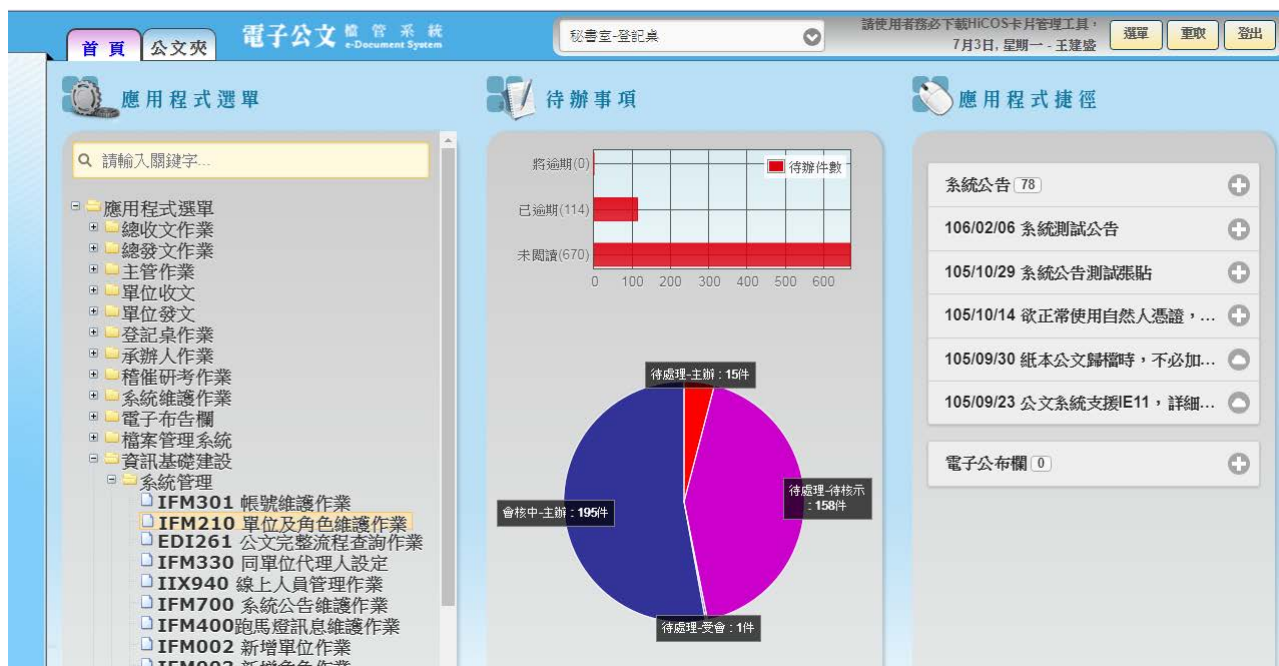 首 頁
公文夾
電子公文 檔 管 系 統
e-Document System
秘書室-登記桌
請使用者務必下載HiCOS卡片管理工具，
7月3日, 星期一 - 王建盛
選單
重取
登出
應用程式選單
請輸入關鍵字...
應用程式選單
總收文作業
總發文作業
主管作業
單位收文
單位發文
登記桌作業
承辦人作業
稽催研考作業
系統維護作業
電子布告欄
檔案管理系統
資訊基礎建設
系統管理
IFM301 帳號維護作業
IFM210 單位及角色維護作業
EDI261 公文完整流程查詢作業
IFM330 同單位代理人設定
IIX940 線上人員管理作業
IFM700 系統公告維護作業
IFM400跑馬燈訊息維護作業
IFM002 新增單位作業
IFM003 新增角色作業
待辦事項
待辦件數
將逾期(0)
已逾期(114)
未閱讀(670)
0 100 200 300 400 500 600
待處理-主辦：15件
待處理-待核示
：158件
會核中-主辦：195件
待處理-受會：1件
應用程式捷徑
系統公告 78
106/02/06 系統測試公告
105/10/29 系統公告測試張貼
105/10/14 欲正常使用自然人憑證，...
105/09/30 紙本公文歸檔時，不必加...
105/09/23 公文系統支援IE11，詳細...
電子公布欄 0